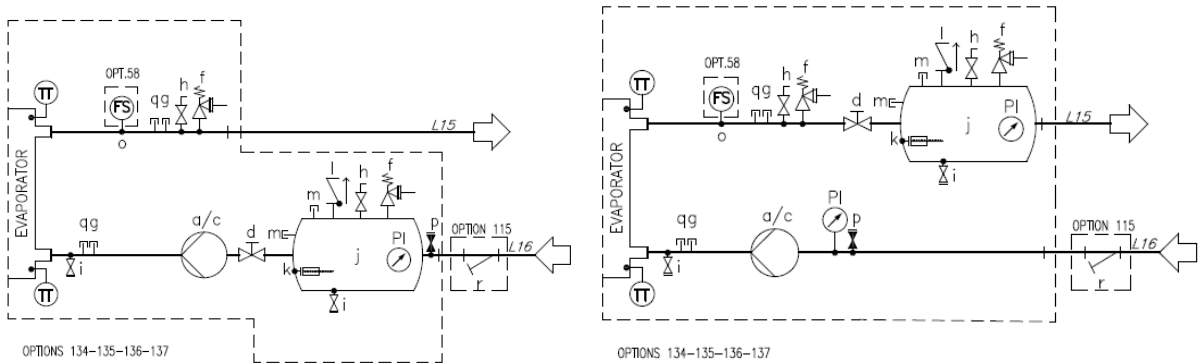 TT
OPT.58
FS
o
qg
h
f
L15
EVAPORATOR
qg
i
a/c
d
m
m
l
h
f
PI
j
k
i
p
OPTION 115
L16
r
TT
OPTIONS 134-135-136-137
TT
OPT.58
FS
o
qg
h
f
d
m
m
l
h
f
PI
j
k
i
L15
EVAPORATOR
qg
i
a/c
PI
p
OPTION 115
L16
r
TT
OPTIONS 134-135-136-137